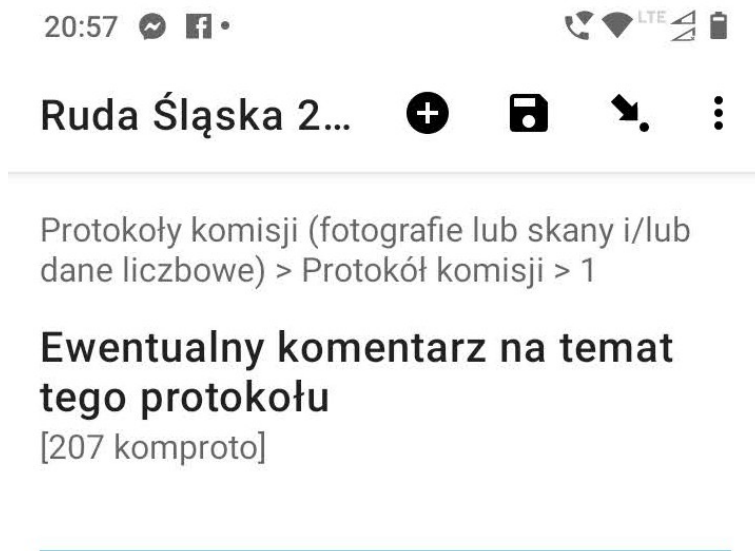 20:57
LTE
Ruda Śląska 2...
Protokoły komisji (fotografie lub skany i/lub
dane liczbowe) > Protokół komisji > 1
Ewentualny komentarz na temat
tego protokołu
[207 komproto]